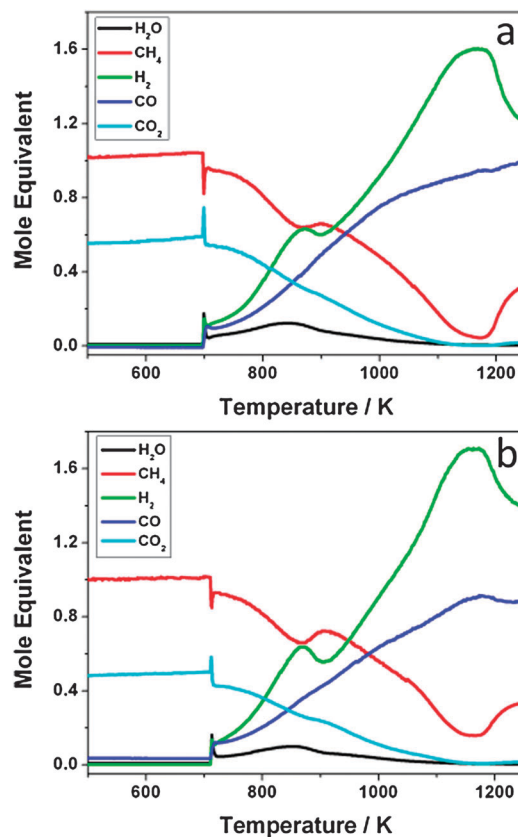 a
H₂O
CH₄
H₂
CO
CO₂
1.6
1.2
0.8
0.4
0.0
Mole Equivalent
600 800 1000 1200
Temperature / K
b
H₂O
CH₄
H₂
CO
CO₂
1.6
1.2
0.8
0.4
0.0
Mole Equivalent
600 800 1000 1200
Temperature / K